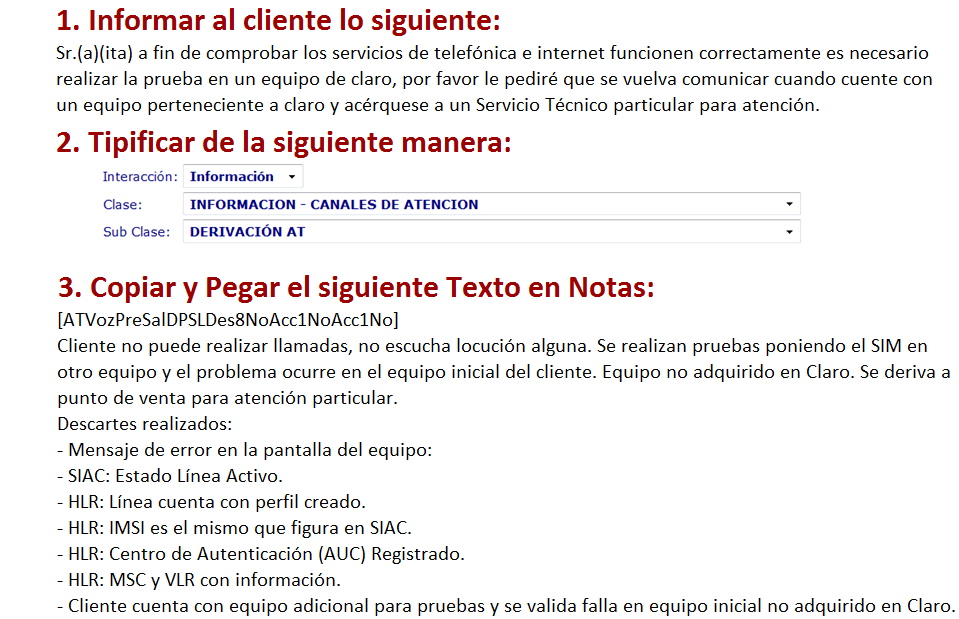 1. Informar al cliente lo siguiente:
Sr.(a)(ita) a fin de comprobar los servicios de telefónica e internet funcionen correctamente es necesario
realizar la prueba en un equipo de claro, por favor le pediré que se vuelva comunicar cuando cuente con
un equipo perteneciente a claro y acérquese a un Servicio Técnico particular para atención.
2. Tipificar de la siguiente manera:
Interacción: Información
Clase: INFORMACION - CANALES DE ATENCION
Sub Clase: DERIVACIÓN AT
3. Copiar y Pegar el siguiente Texto en Notas:
[ATVozPreSalDPSLDes8NoAcc1NoAcc1No]
Cliente no puede realizar llamadas, no escucha locución alguna. Se realizan pruebas poniendo el SIM en
otro equipo y el problema ocurre en el equipo inicial del cliente. Equipo no adquirido en Claro. Se deriva a
punto de venta para atención particular.
Descartes realizados:
- Mensaje de error en la pantalla del equipo:
- SIAC: Estado Línea Activo.
- HLR: Línea cuenta con perfil creado.
- HLR: IMSI es el mismo que figura en SIAC.
- HLR: Centro de Autenticación (AUC) Registrado.
- HLR: MSC y VLR con información.
- Cliente cuenta con equipo adicional para pruebas y se valida falla en equipo inicial no adquirido en Claro.